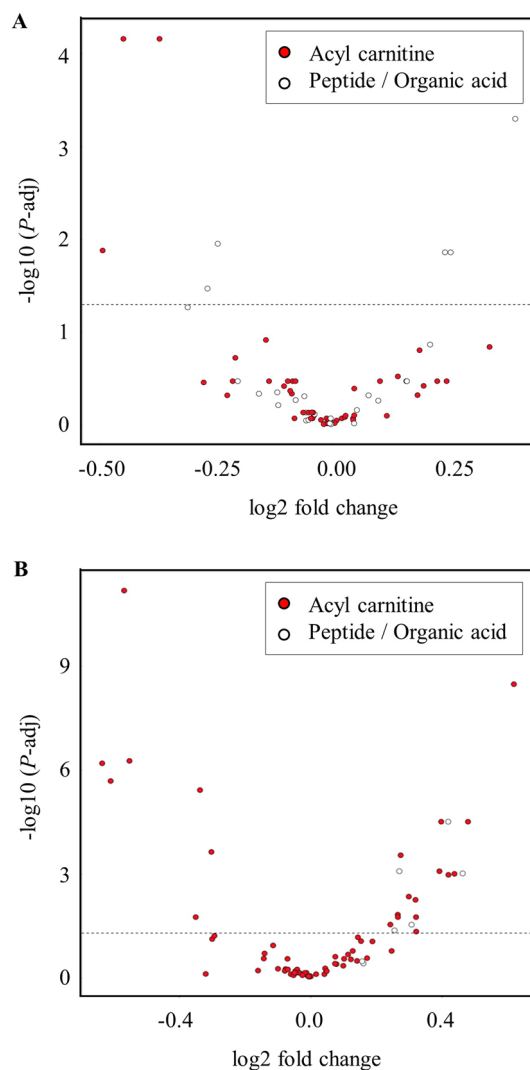 A
Acyl carnitine
Peptide / Organic acid
4
3
2
1
0
-log10 (P-adj)
-0.50
-0.25
0.00
0.25
log2 fold change
B
Acyl carnitine
Peptide / Organic acid
9
6
3
0
-log10 (P-adj)
-0.4
0.0
0.4
log2 fold change